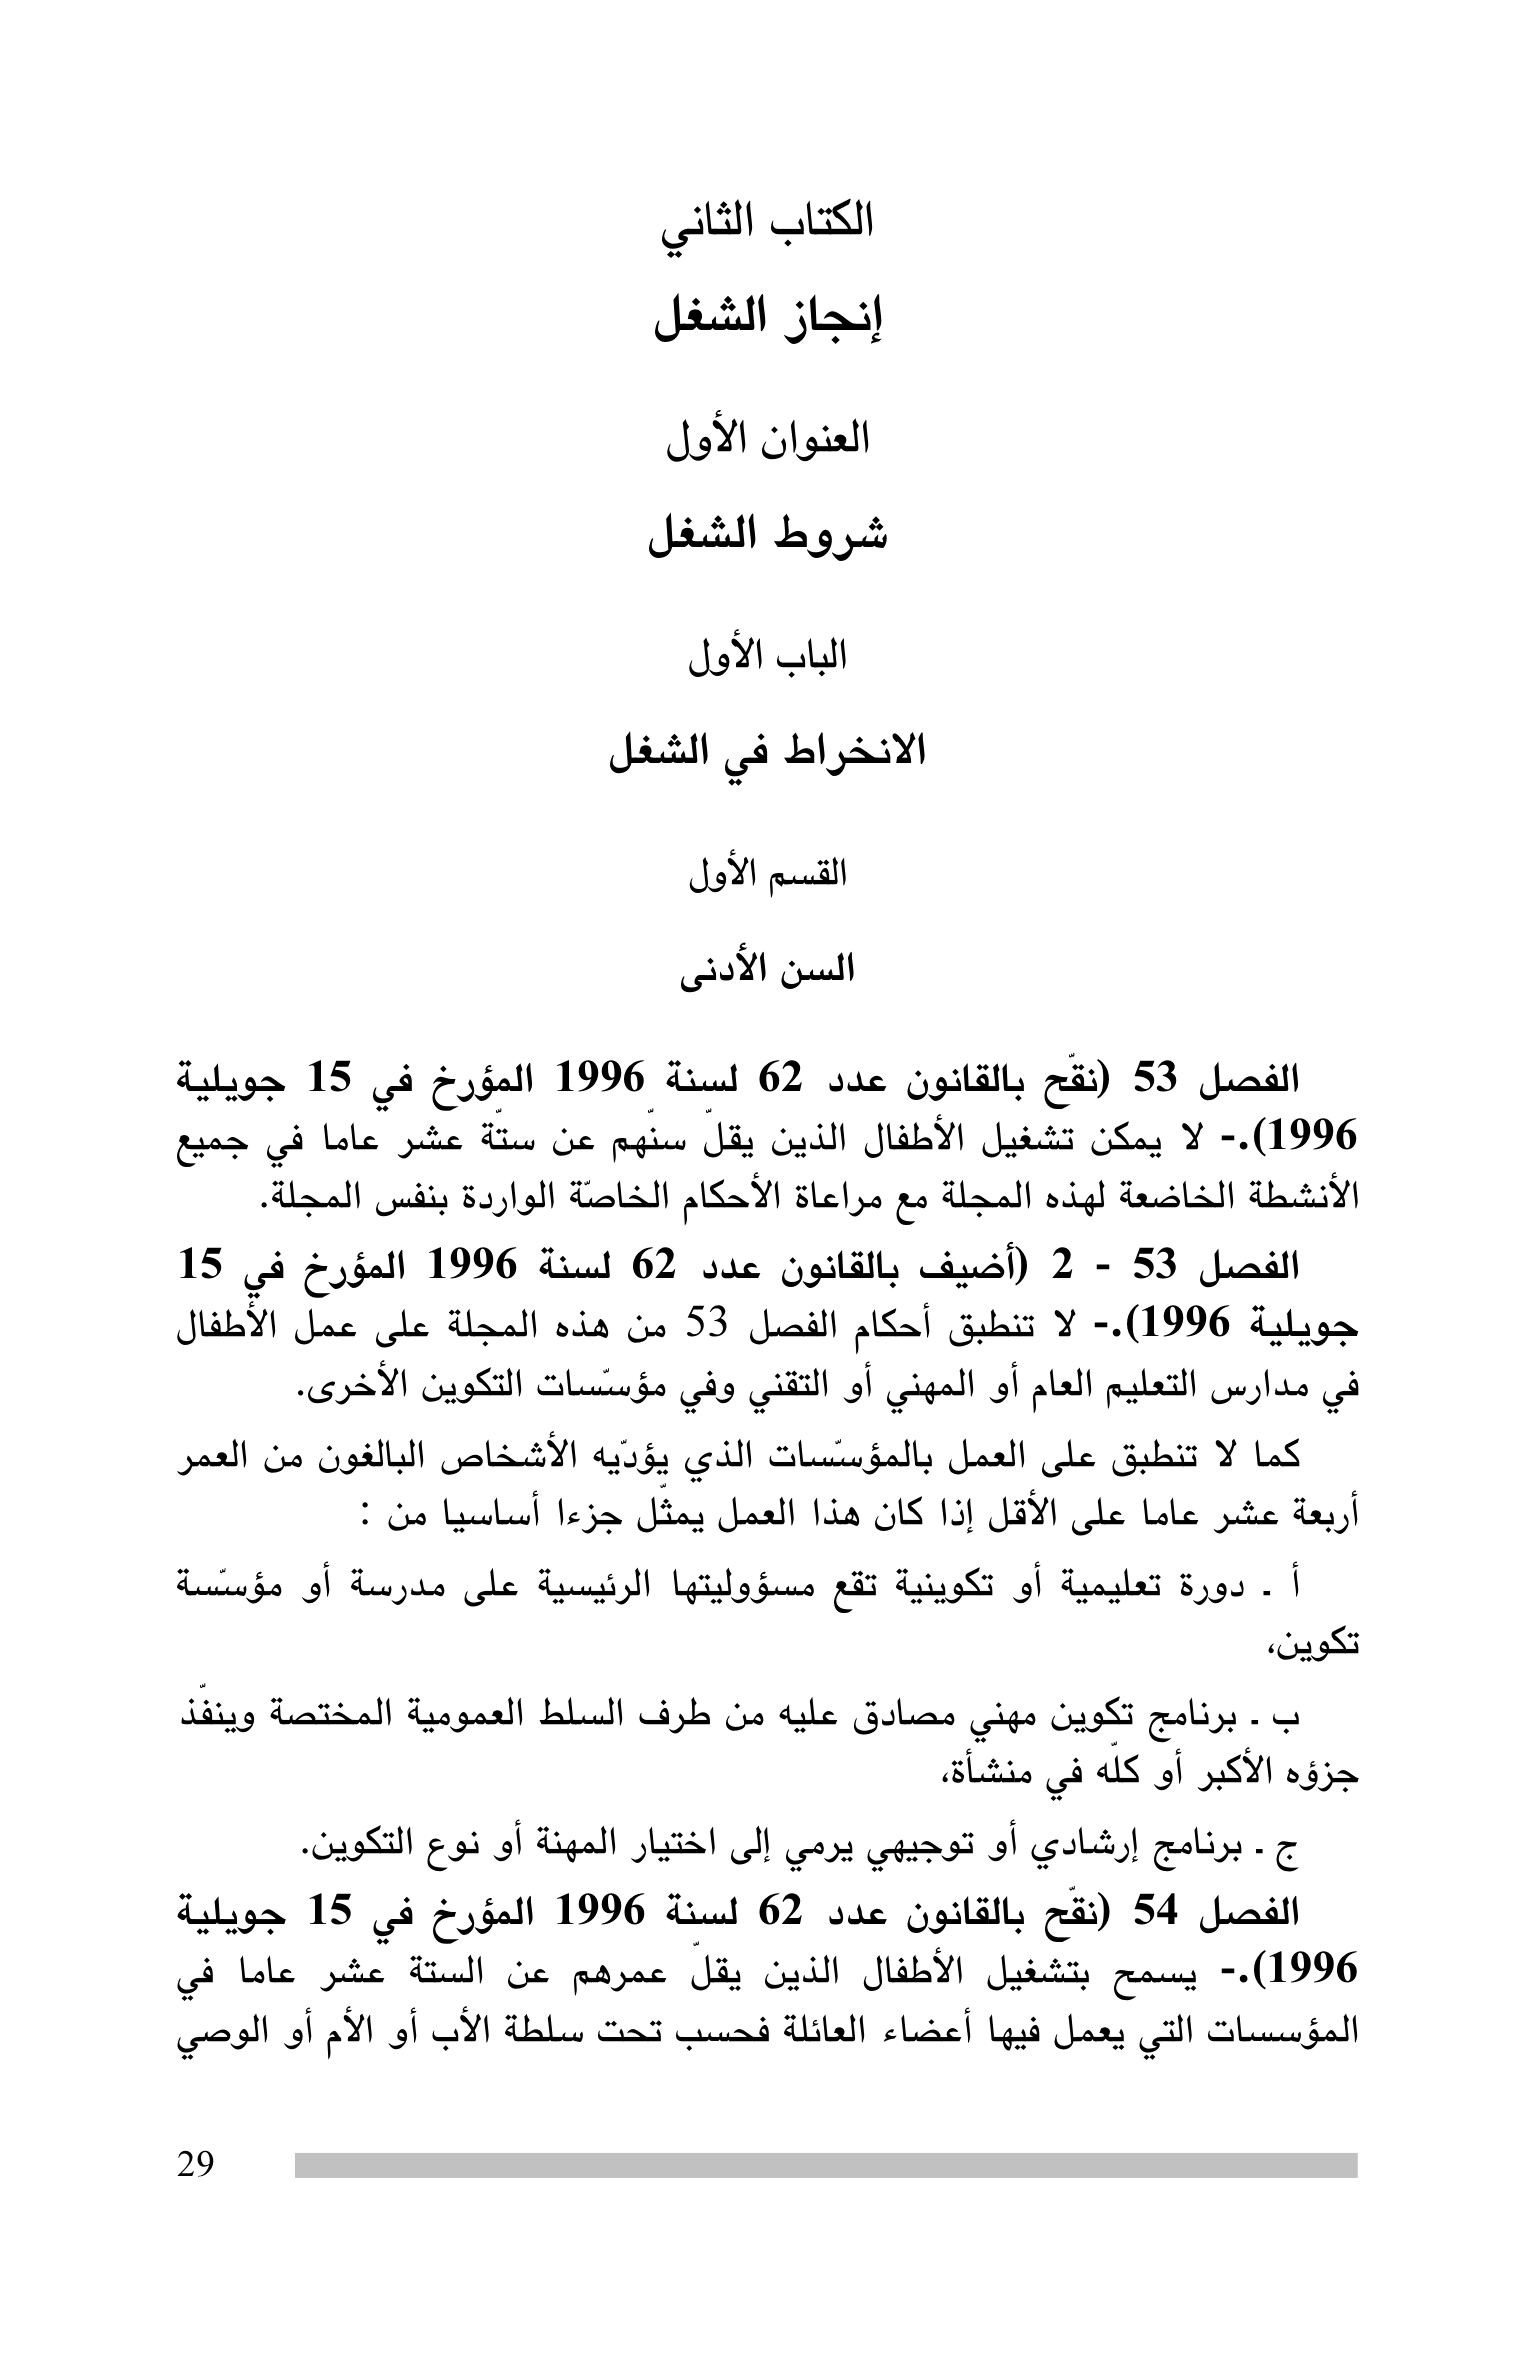 الكتاب الثاني
إنجاز الشغل
العنوان الأول
شروط الشغل
الباب الأول
الانخراط في الشغل
القسم الأول
السن الأدنى
الفصل 53 (نقّح بالقانون عدد 62 لسنة 1996 المؤرخ في 15 جويلية
1996).- لا يمكن تشغيل الأطفال الذين يقلّ سنّهم عن ستّة عشر عاما في جميع
الأنشطة الخاضعة لهذه المجلة مع مراعاة الأحكام الخاصّة الواردة بنفس المجلة.
الفصل 53 - 2 (أضيف بالقانون عدد 62 لسنة 1996 المؤرخ في 15
جويلية 1996).- لا تنطبق أحكام الفصل 53 من هذه المجلة على عمل الأطفال
في مدارس التعليم العام أو المهني أو التقني وفي مؤسّسات التكوين الأخرى.
كما لا تنطبق على العمل بالمؤسّسات الذي يؤدّيه الأشخاص البالغون من العمر
أربعة عشر عاما على الأقل إذا كان هذا العمل يمثّل جزءا أساسيا من :
أ ـ دورة تعليمية أو تكوينية تقع مسؤوليتها الرئيسية على مدرسة أو مؤسّسة
تكوين،
ب ـ برنامج تكوين مهني مصادق عليه من طرف السلط العمومية المختصة وينفّذ
جزؤه الأكبر أو كلّه في منشأة،
ج ـ برنامج إرشادي أو توجيهي يرمي إلى اختيار المهنة أو نوع التكوين.
الفصل 54 (نقّح بالقانون عدد 62 لسنة 1996 المؤرخ في 15 جويلية
1996).- يسمح بتشغيل الأطفال الذين يقلّ عمرهم عن الستة عشر عاما في
المؤسسات التي يعمل فيها أعضاء العائلة فحسب تحت سلطة الأب أو الأم أو الوصي
29